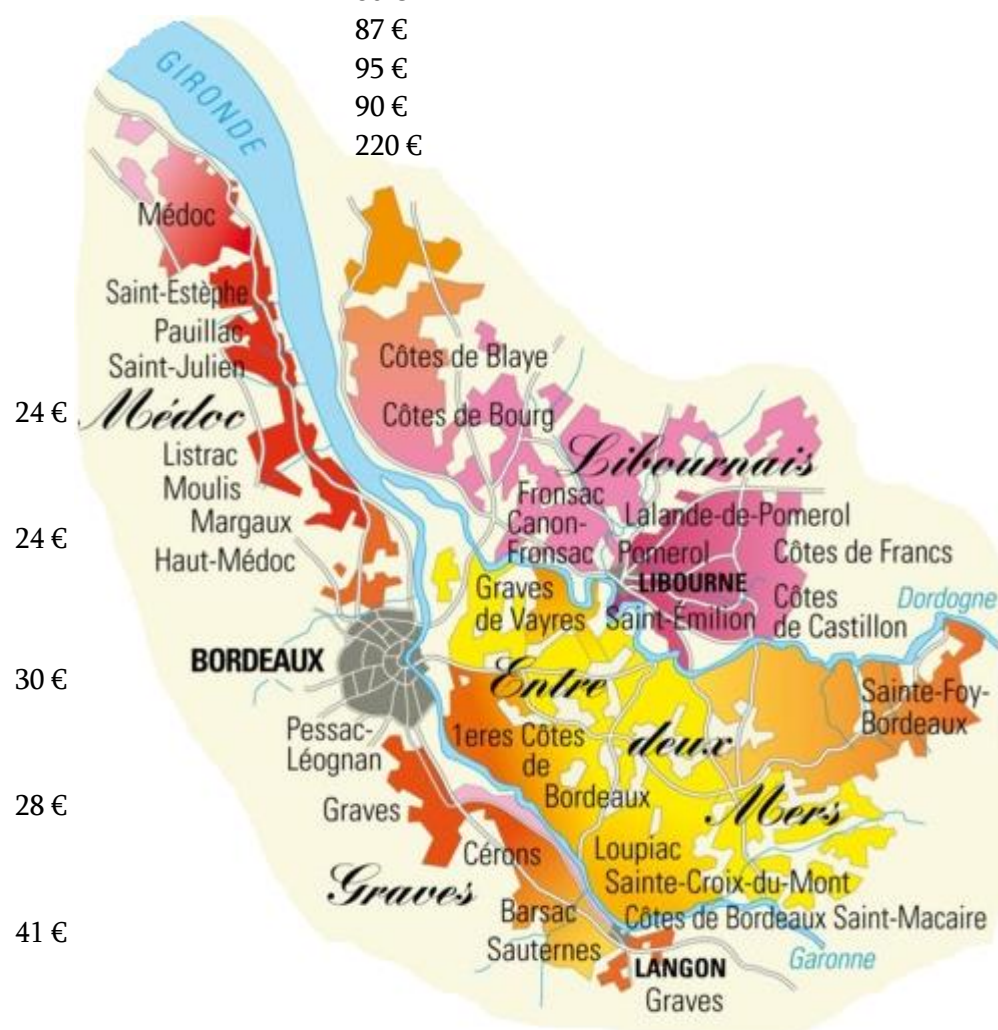 87 €
95 €
90 €
220 €
GIRONDE
Médoc
Saint-Estèphe
Pauillac
Saint-Julien
Côtes de Blaye
24 €
Médoc
Côtes de Bourg
Libournais
Listrac
Moulis
Margaux
Fronsac
Canon-
Fronsac
Lalande-de-Pomerol
Pomerol
Côtes de Francs
24 €
Haut-Médoc
Graves
de Vayres
LIBOURNE
Saint-Émilion
Côtes
de Castillon
Dordogne
BORDEAUX
30 €
Entre
deux
Mers
Sainte-Foy-
Bordeaux
Pessac-
Léognan
1eres Côtes
de
Bordeaux
28 €
Graves
Cérons
Loupiac
Graves
Sainte-Croix-du-Mont
Barsac
Côtes de Bordeaux Saint-Macaire
41 €
Sauternes
Garonne
LANGON
Graves